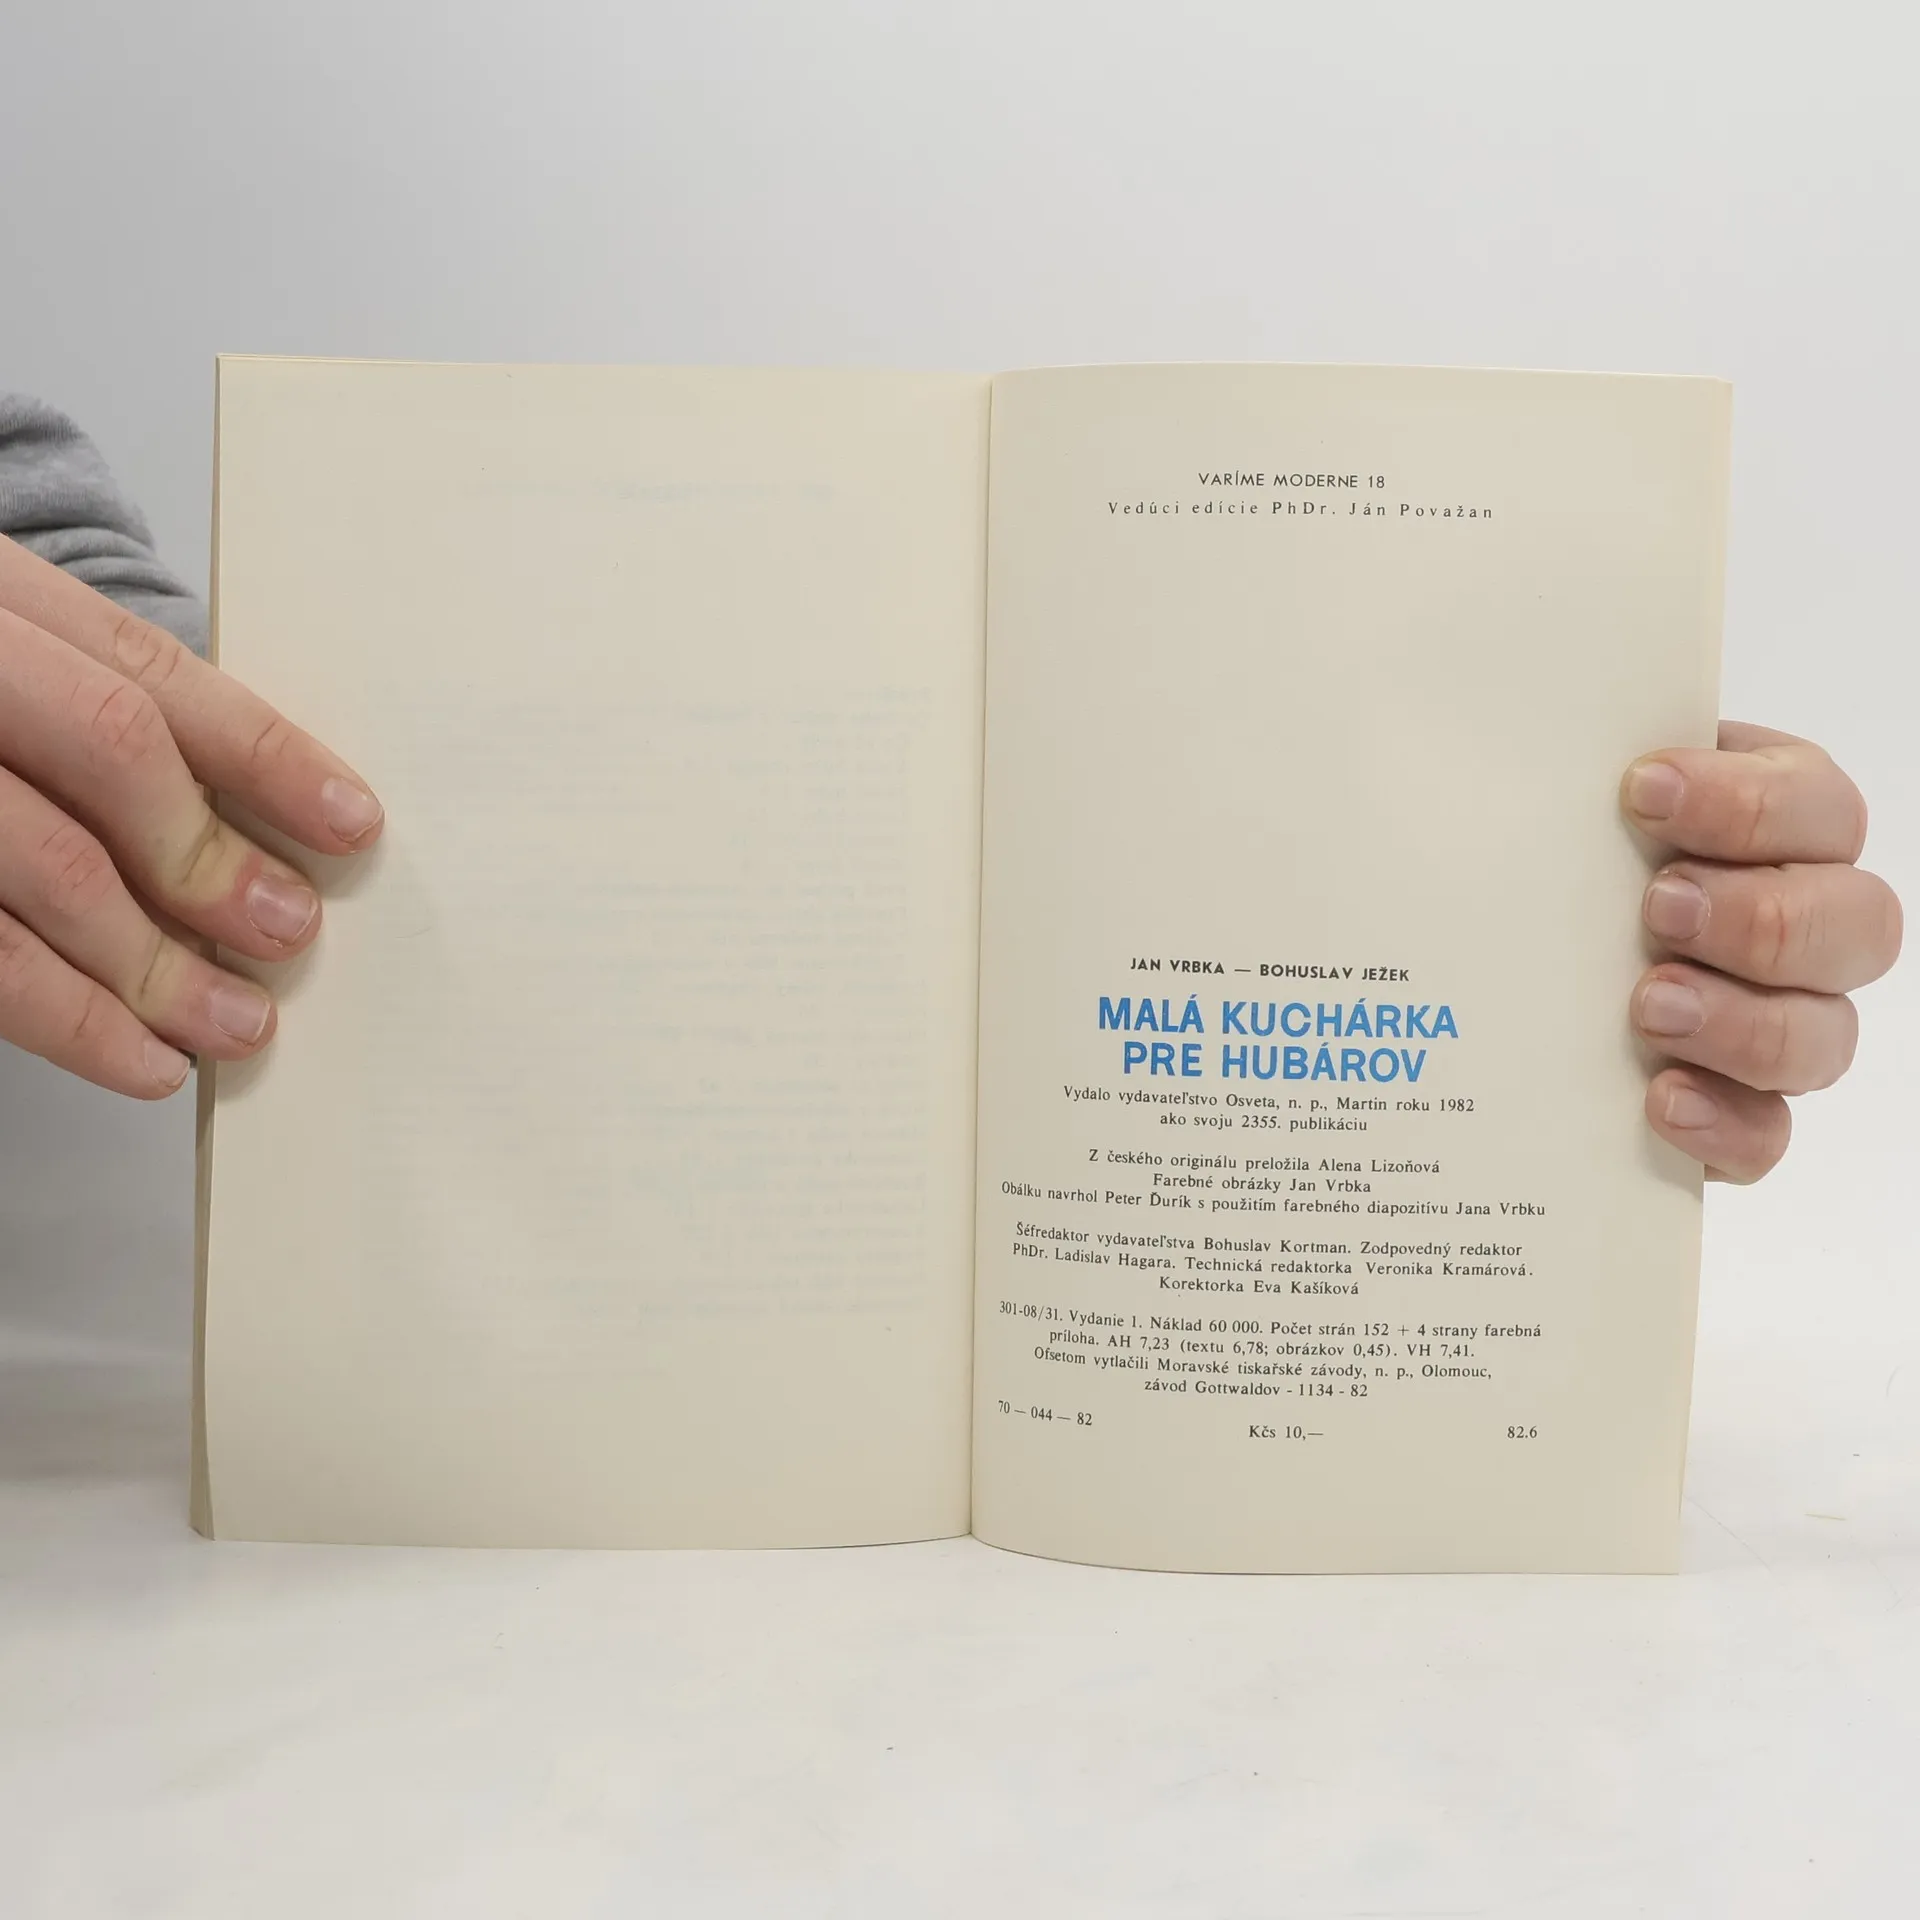 VARÍME MODERNE 18
Vedúci edície PhDr. Ján Považan
JAN VRBKA — BOHUSLAV JEŽEK
MALÁ KUCHÁRKA
PRE HUBÁROV
Vydalo vydavateľstvo Osveta, n. p., Martin roku 1982
ako svoju 2355. publikáciu
Z českého originálu preložila Alena Lizoňová
Farebné obrázky Jan Vrbka
Obálku navrhol Peter Ďurík s použitím farebného diapozitívu Jana Vrbku
Šéfredaktor vydavateľstva Bohuslav Kortman. Zodpovedný redaktor
PhDr. Ladislav Hagara. Technická redaktorka Veronika Kramárová.
Korektorka Eva Kašíková
301-08/31. Vydanie 1. Náklad 60 000. Počet strán 152 + 4 strany farebná
príloha. AH 7,23 (textu 6,78; obrázkov 0,45). VH 7,41.
Ofsetom vytlačili Moravské tiskařské závody, n. p., Olomouc,
závod Gottwaldov - 1134 - 82
70 — 044 — 82
Kčs 10,—
82.6